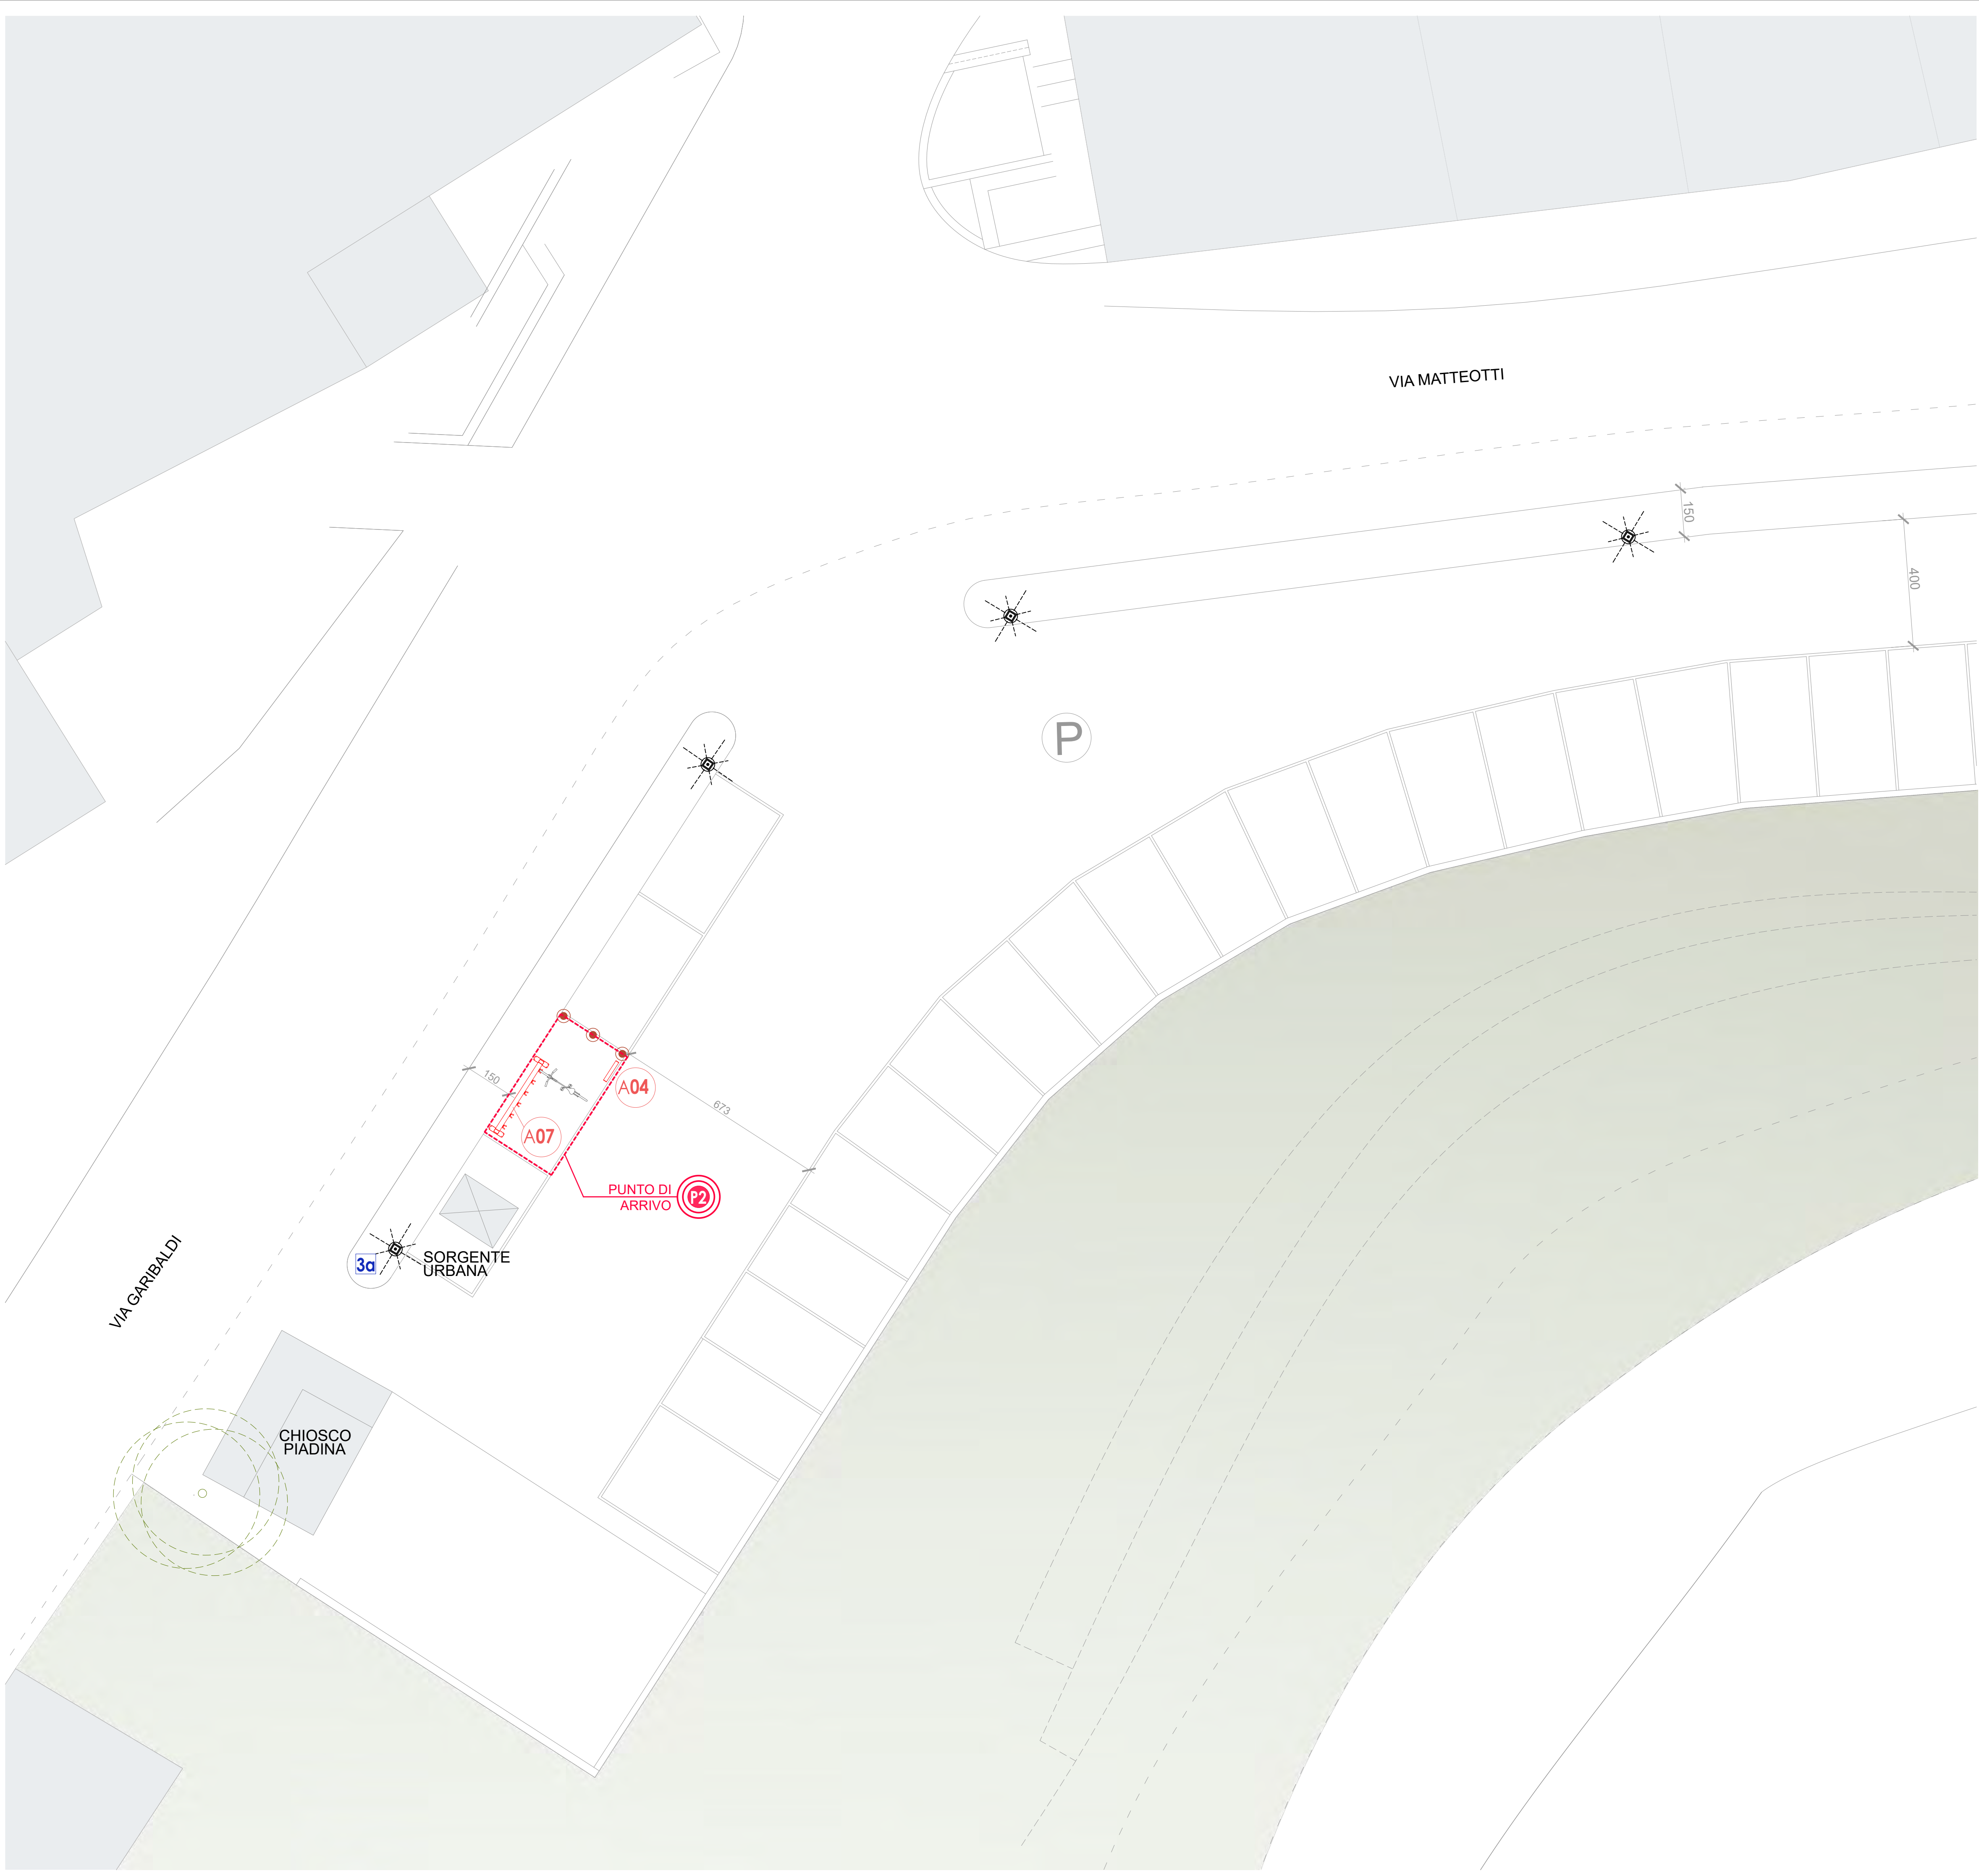 VIA MATTEOTTI
150
400
P
150
A04
673
A07
PUNTO DI
ARRIVO
P2
VIA GARIBALDI
3a
SORGENTE
URBANA
CHIOSCO
PIADINA